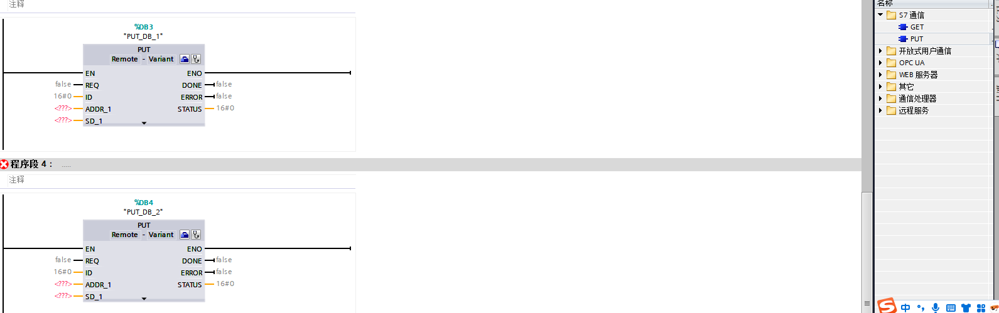 注释
%DB3
"PUT_DB_1"
PUT
Remote - Variant
EN
ENO
false
REQ
DONE
false
16#0
ID
ERROR
false
<???>
ADDR_1
STATUS
16#0
<???>
SD_1
程序段 4：
.....
注释
%DB4
"PUT_DB_2"
PUT
Remote - Variant
EN
ENO
false
REQ
DONE
false
16#0
ID
ERROR
false
<???>
ADDR_1
STATUS
16#0
<???>
SD_1
名称
S7 通信
GET
PUT
开放式用户通信
OPC UA
WEB 服务器
其它
通信处理器
远程服务
S
中